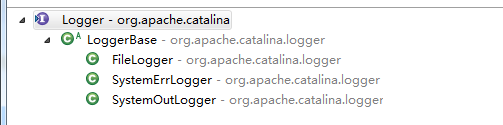 Logger - org.apache.catalina
LoggerBase - org.apache.catalina.logger
FileLogger - org.apache.catalina.logger
SystemErrLogger - org.apache.catalina.logger
SystemOutLogger - org.apache.catalina.logger